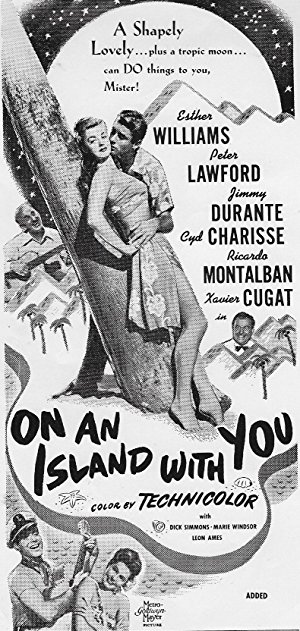 A Shapely
Lovely...plus a tropic moon...
can DO things to you,
Mister!
Esther
WILLIAMS
Peter
LAWFORD
Jimmy
DURANTE
Cyd CHARISSE
Ricardo
MONTALBAN
Xavier CUGAT
in
ON AN
ISLAND WITH YOU
COLOR BY TECHNICOLOR
with
DICK SIMMONS · MARIE WINDSOR
LEON AMES
Metro
Goldwyn
Mayer
PICTURE
ADDED